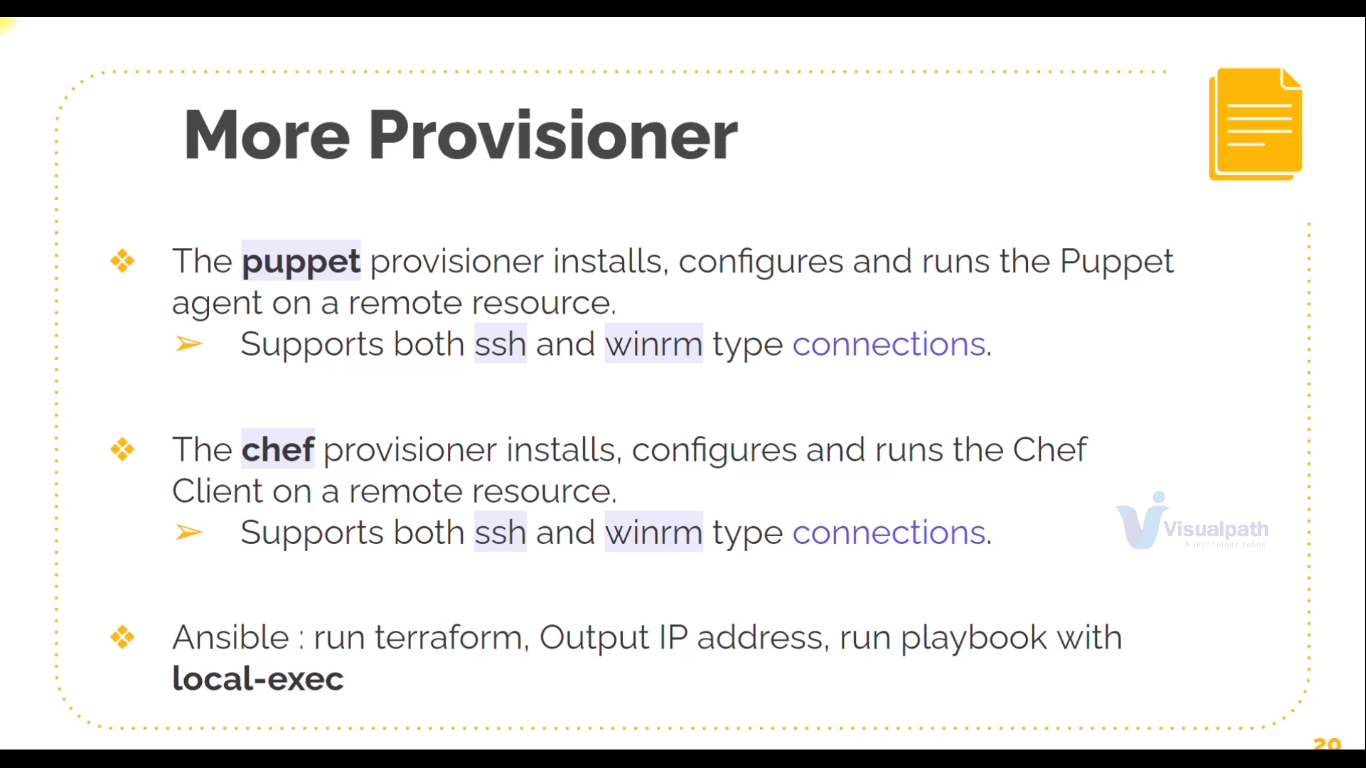 More Provisioner
The puppet provisioner installs, configures and runs the Puppet
agent on a remote resource.
Supports both ssh and winrm type connections.
The chef provisioner installs, configures and runs the Chef
Client on a remote resource.
Supports both ssh and winrm type connections.
Visualpath
Ansible : run terraform, Output IP address, run playbook with
local-exec
20